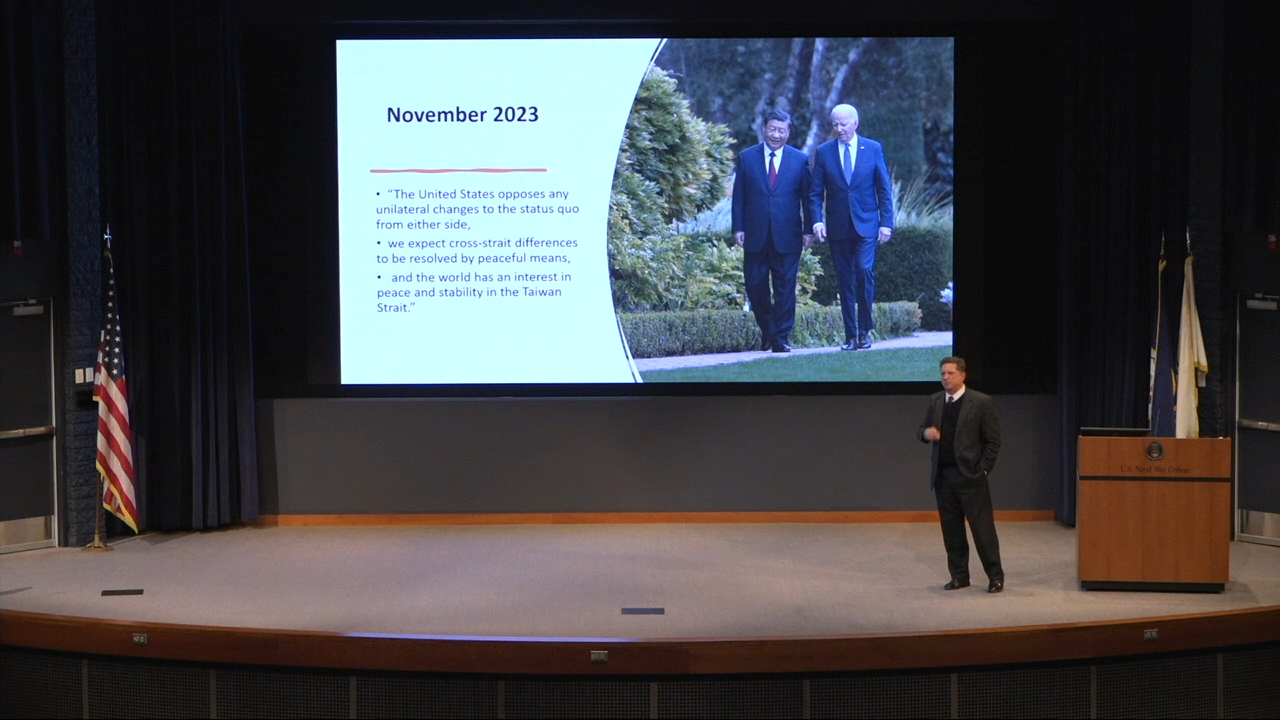 November 2023
• “The United States opposes any
unilateral changes to the status quo
from either side,
• we expect cross-strait differences
to be resolved by peaceful means,
• and the world has an interest in
peace and stability in the Taiwan
Strait.”
U.S. Naval War College